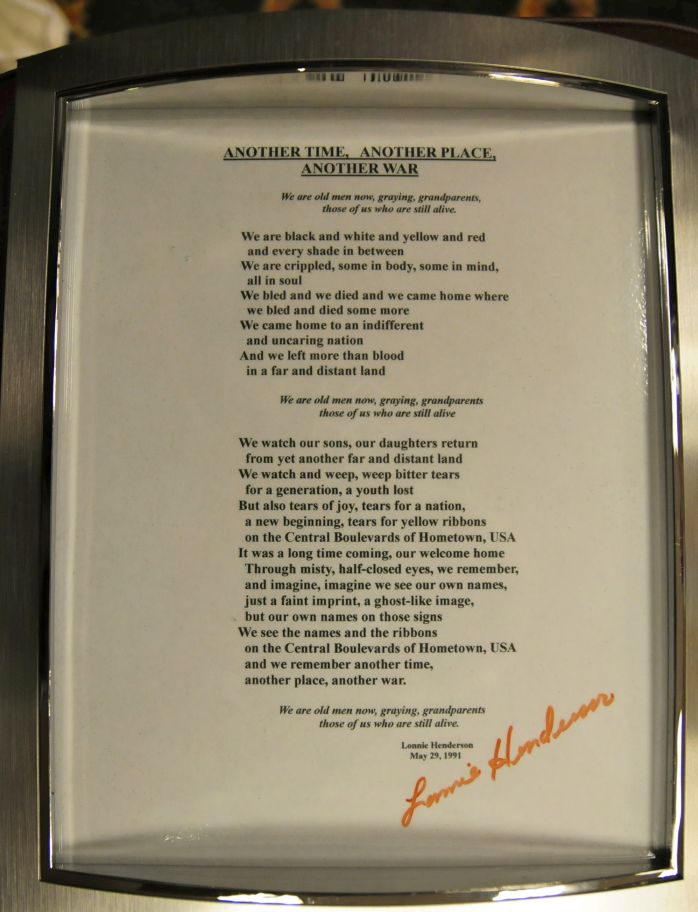 ANOTHER TIME, ANOTHER PLACE,
ANOTHER WAR
We are old men now, graying, grandparents,
those of us who are still alive.
We are black and white and yellow and red
and every shade in between
We are crippled, some in body, some in mind,
all in soul
We bled and we died and we came home where
we bled and died some more
We came home to an indifferent
and uncaring nation
And we left more than blood
in a far and distant land
We are old men now, graying, grandparents
those of us who are still alive
We watch our sons, our daughters return
from yet another far and distant land
We watch and weep, weep bitter tears
for a generation, a youth lost
But also tears of joy, tears for a nation,
a new beginning, tears for yellow ribbons
on the Central Boulevards of Hometown, USA
It was a long time coming, our welcome home
Through misty, half-closed eyes, we remember,
and imagine, imagine we see our own names,
just a faint imprint, a ghost-like image,
but our own names on those signs
We see the names and the ribbons
on the Central Boulevards of Hometown, USA
and we remember another time,
another place, another war.
We are old men now, graying, grandparents
those of us who are still alive.
Lonnie Henderson
May 29, 1991
Lonnie Henderson